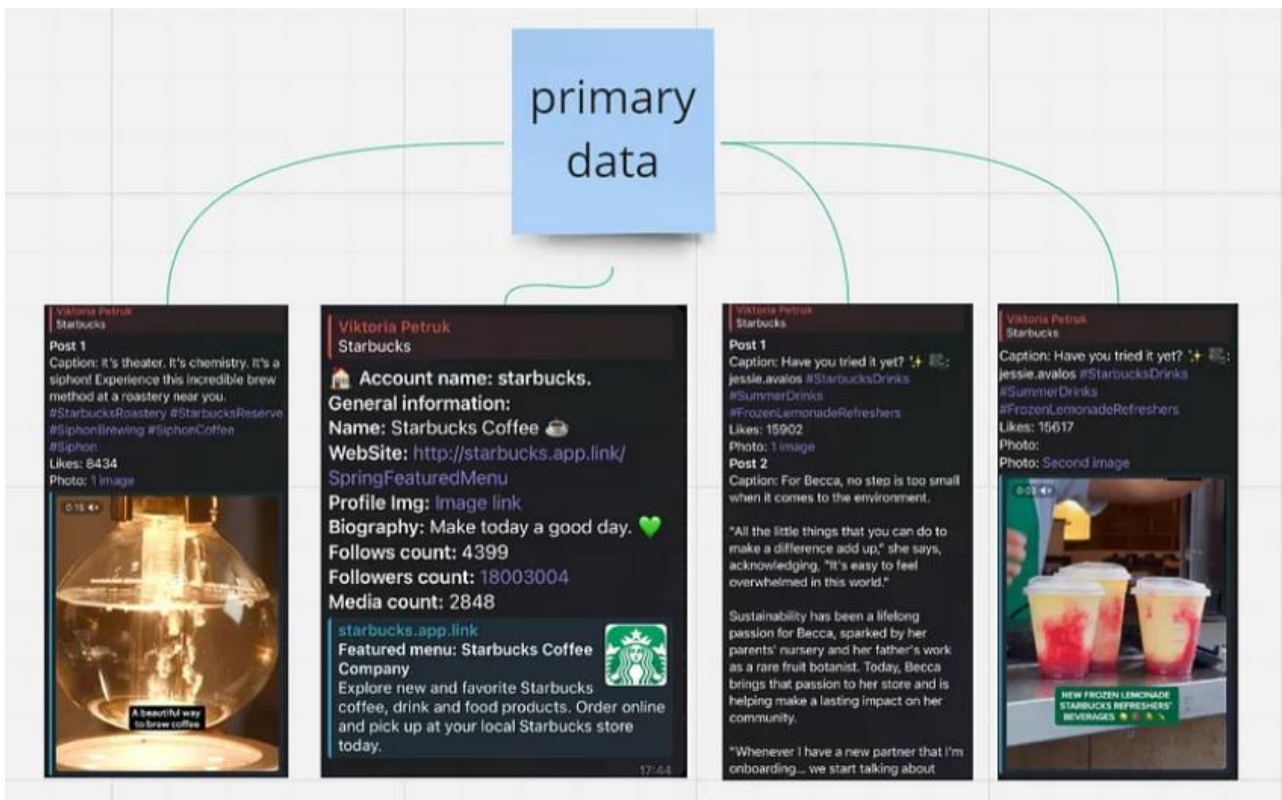 primary
data
Viktoria Petruk
Starbucks
Post 1
Caption: It's theater. It's chemistry. It's a
siphon! Experience this incredible brew
method at a roastery near you.
#StarbucksRoastery #StarbucksReserve
#SiphonBrewing #SiphonCoffee
#Siphon
Likes: 8434
Photo: 1 image
0:15
A beautiful way
to brew coffee
Viktoria Petruk
Starbucks
🏠 Account name: starbucks.
General information:
Name: Starbucks Coffee ☕
WebSite: http://starbucks.app.link/
SpringFeaturedMenu
Profile Img: Image link
Biography: Make today a good day. 💚
Follows count: 4399
Followers count: 18003004
Media count: 2848
starbucks.app.link
Featured menu: Starbucks Coffee
Company
Explore new and favorite Starbucks
coffee, drink and food products. Order online
and pick up at your local Starbucks store
today.
17:44
Viktoria Petruk
Starbucks
Post 1
Caption: Have you tried it yet? ✨ 📽:
jessie.avalos #StarbucksDrinks
#SummerDrinks
#FrozenLemonadeRefreshers
Likes: 15902
Photo: 1 image
Post 2
Caption: For Becca, no step is too small
when it comes to the environment.
"All the little things that you can do to
make a difference add up," she says,
acknowledging, "It's easy to feel
overwhelmed in this world."
Sustainability has been a lifelong
passion for Becca, sparked by her
parents' nursery and her father's work
as a rare fruit botanist. Today, Becca
brings that passion to her store and is
helping make a lasting impact on her
community.
"Whenever I have a new partner that I'm
onboarding... we start talking about
Viktoria Petruk
Starbucks
Caption: Have you tried it yet? ✨ 📽:
jessie.avalos #StarbucksDrinks
#SummerDrinks
#FrozenLemonadeRefreshers
Likes: 15617
Photo:
Photo: Second image
0:03
NEW FROZEN LEMONADE
STARBUCKS REFRESHERS'
BEVERAGES